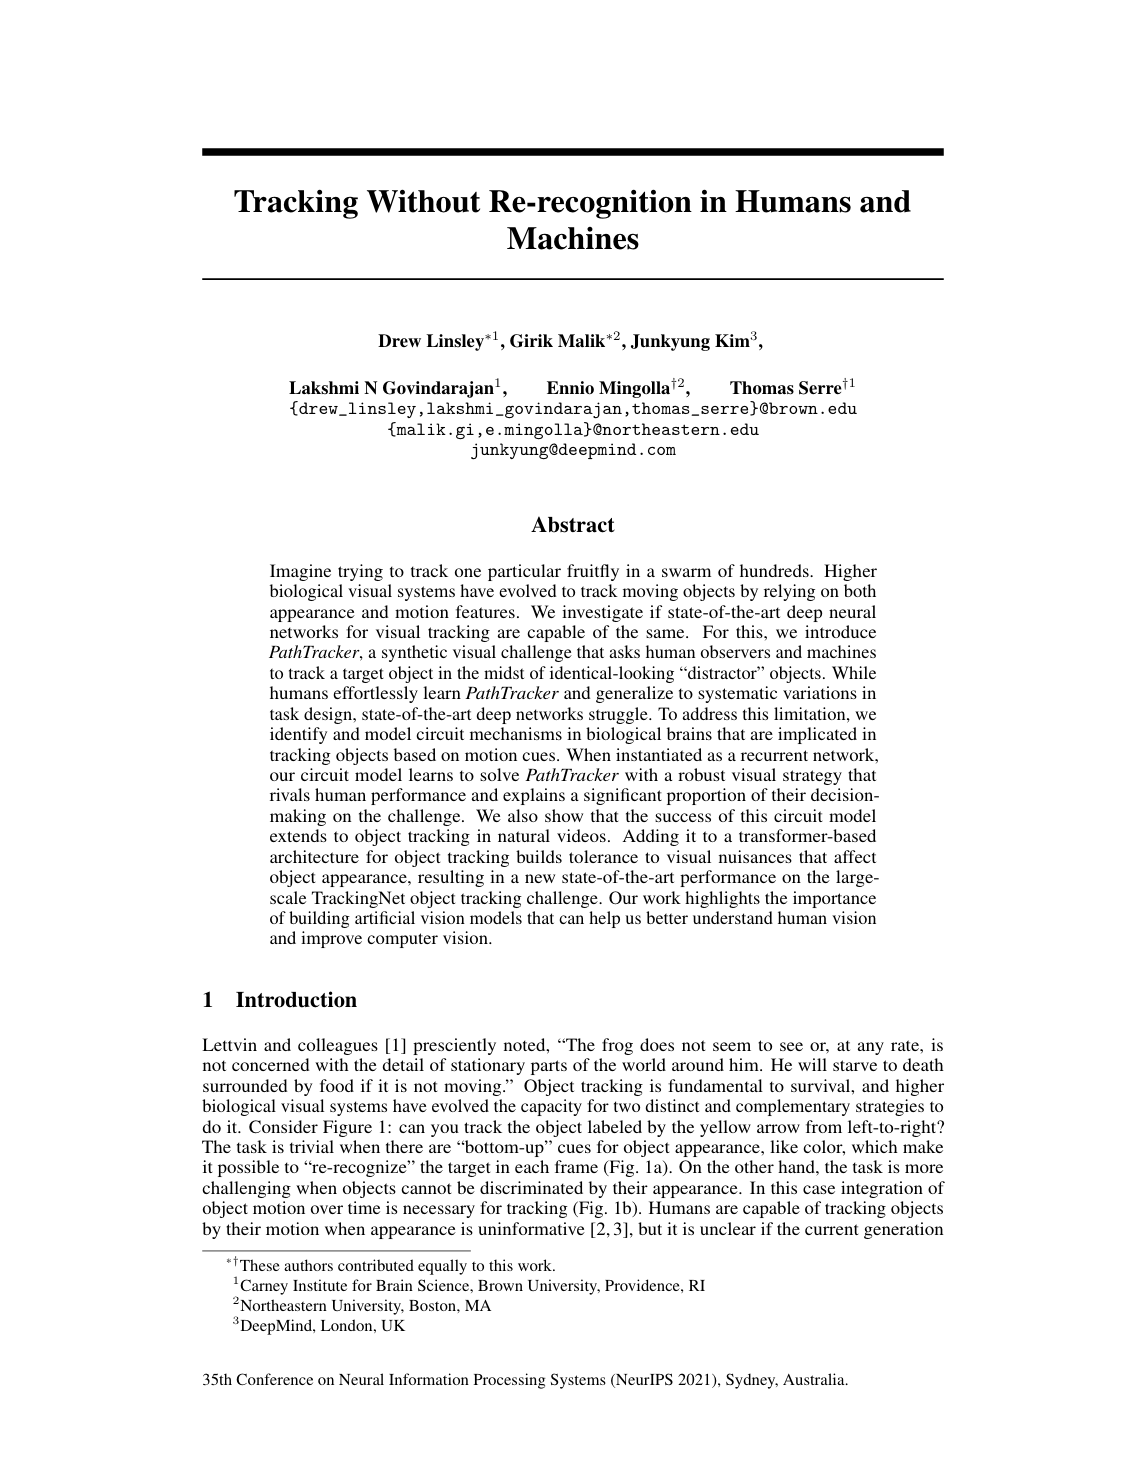 Tracking Without Re-recognition in Humans and
Machines
Drew Linsley∗1, Girik Malik∗2, Junkyung Kim3,
Lakshmi N Govindarajan1, Ennio Mingolla†2, Thomas Serre†1
{drew_linsley,lakshmi_govindarajan,thomas_serre}@brown.edu
{malik.gi,e.mingolla}@northeastern.edu
junkyung@deepmind.com
Abstract
Imagine trying to track one particular fruitfly in a swarm of hundreds. Higher
biological visual systems have evolved to track moving objects by relying on both
appearance and motion features. We investigate if state-of-the-art deep neural
networks for visual tracking are capable of the same. For this, we introduce
PathTracker, a synthetic visual challenge that asks human observers and machines
to track a target object in the midst of identical-looking “distractor” objects. While
humans effortlessly learn PathTracker and generalize to systematic variations in
task design, state-of-the-art deep networks struggle. To address this limitation, we
identify and model circuit mechanisms in biological brains that are implicated in
tracking objects based on motion cues. When instantiated as a recurrent network,
our circuit model learns to solve PathTracker with a robust visual strategy that
rivals human performance and explains a significant proportion of their decision-
making on the challenge. We also show that the success of this circuit model
extends to object tracking in natural videos. Adding it to a transformer-based
architecture for object tracking builds tolerance to visual nuisances that affect
object appearance, resulting in a new state-of-the-art performance on the large-
scale TrackingNet object tracking challenge. Our work highlights the importance
of building artificial vision models that can help us better understand human vision
and improve computer vision.
1 Introduction
Lettvin and colleagues [1] presciently noted, “The frog does not seem to see or, at any rate, is
not concerned with the detail of stationary parts of the world around him. He will starve to death
surrounded by food if it is not moving.” Object tracking is fundamental to survival, and higher
biological visual systems have evolved the capacity for two distinct and complementary strategies to
do it. Consider Figure 1: can you track the object labeled by the yellow arrow from left-to-right?
The task is trivial when there are “bottom-up” cues for object appearance, like color, which make
it possible to “re-recognize” the target in each frame (Fig. 1a). On the other hand, the task is more
challenging when objects cannot be discriminated by their appearance. In this case integration of
object motion over time is necessary for tracking (Fig. 1b). Humans are capable of tracking objects
by their motion when appearance is uninformative [2, 3], but it is unclear if the current generation
∗†These authors contributed equally to this work.
1Carney Institute for Brain Science, Brown University, Providence, RI
2Northeastern University, Boston, MA
3DeepMind, London, UK
35th Conference on Neural Information Processing Systems (NeurIPS 2021), Sydney, Australia.